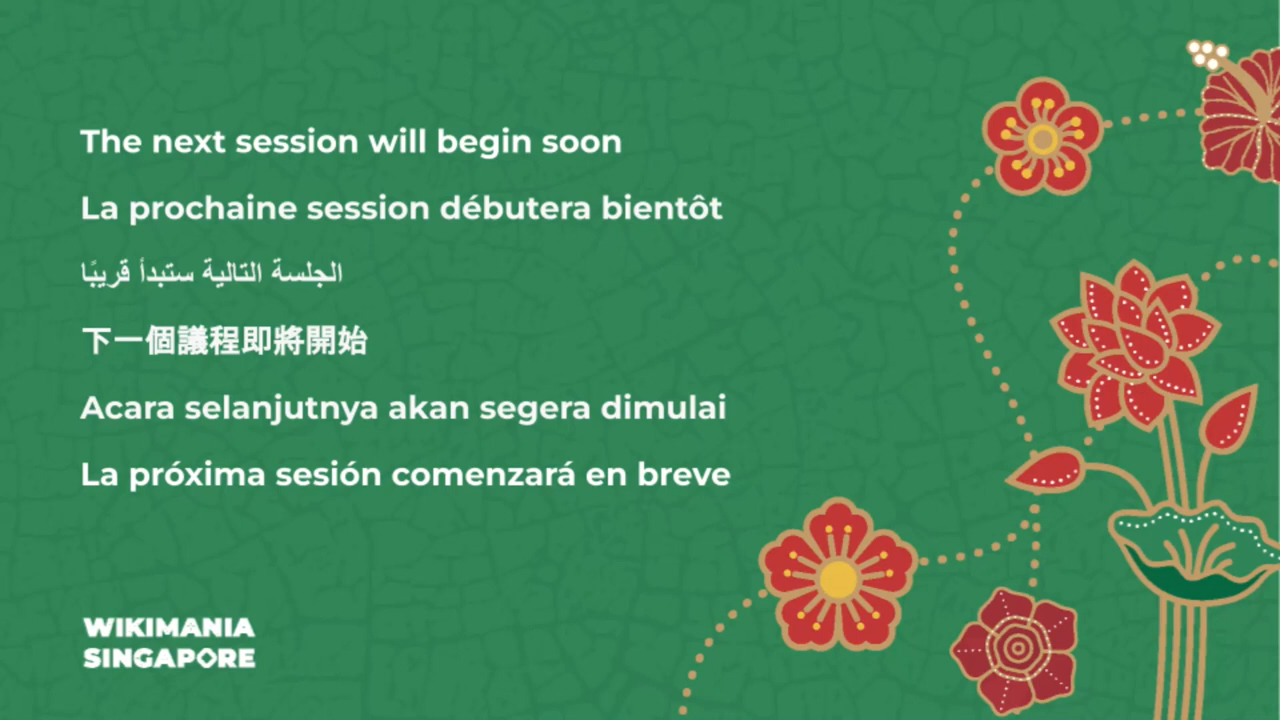 The next session will begin soon
La prochaine session débutera bientôt
الجلسة التالية ستبدأ قريبًا
下一個議程即將開始
Acara selanjutnya akan segera dimulai
La próxima sesión comenzará en breve
WIKIMANIA
SINGAPORE